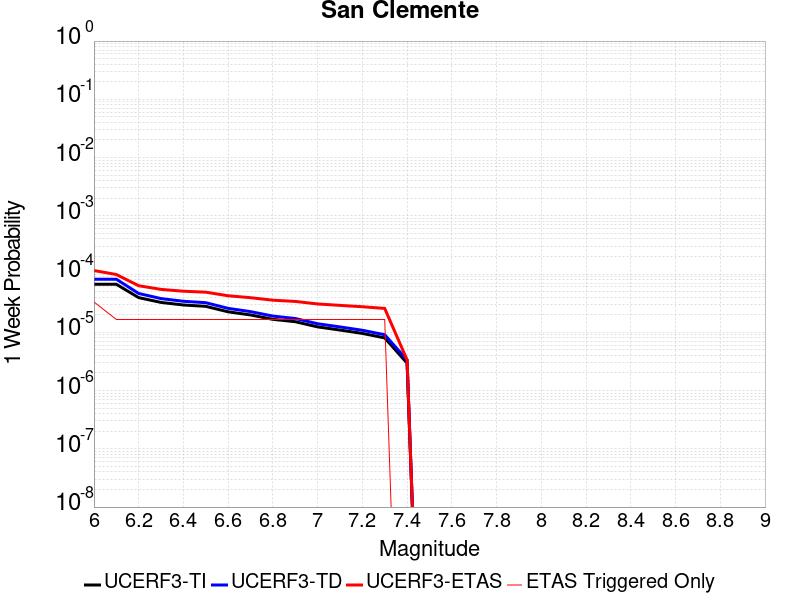 San Clemente
10^0
10^-1
10^-2
10^-3
10^-4
10^-5
10^-6
10^-7
10^-8
1 Week Probability
6 6.2 6.4 6.6 6.8 7 7.2 7.4 7.6 7.8 8 8.2 8.4 8.6 8.8 9
Magnitude
UCERF3-TI UCERF3-TD UCERF3-ETAS ETAS Triggered Only